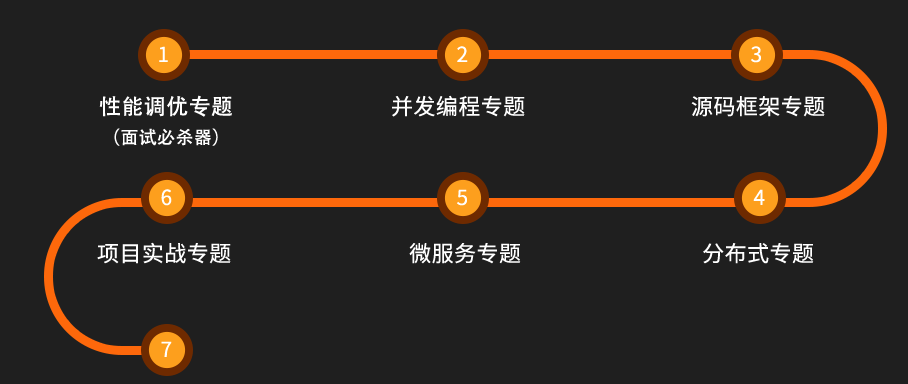 1
2
3
性能调优专题
并发编程专题
源码框架专题
（面试必杀器）
6
5
4
项目实战专题
微服务专题
分布式专题
7